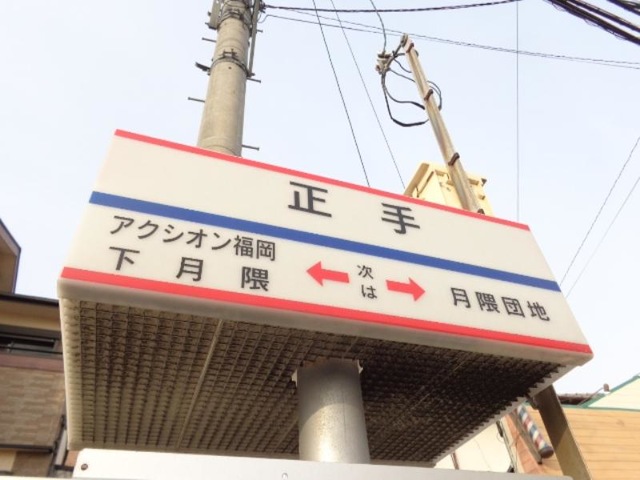 正手
アクシオン福岡
下月隈
次は
月隈団地